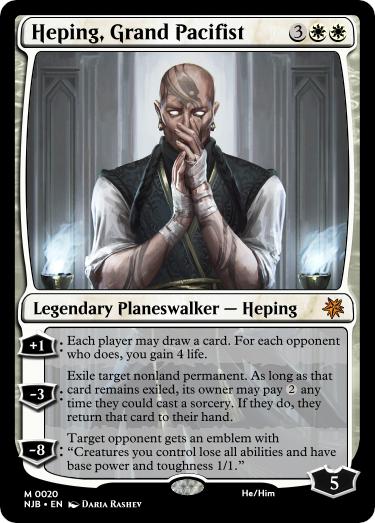 Heping, Grand Pacifist 3
Legendary Planeswalker — Heping
+1: Each player may draw a card. For each opponent
who does, you gain 4 life.
Exile target nonland permanent. As long as that
-3: card remains exiled, its owner may pay 2 any
time they could cast a sorcery. If they do, they
return that card to their hand.
Target opponent gets an emblem with
-8: “Creatures you control lose all abilities and have
base power and toughness 1/1.”
5
M 0020
He/Him
NJB • EN Daria Rashev